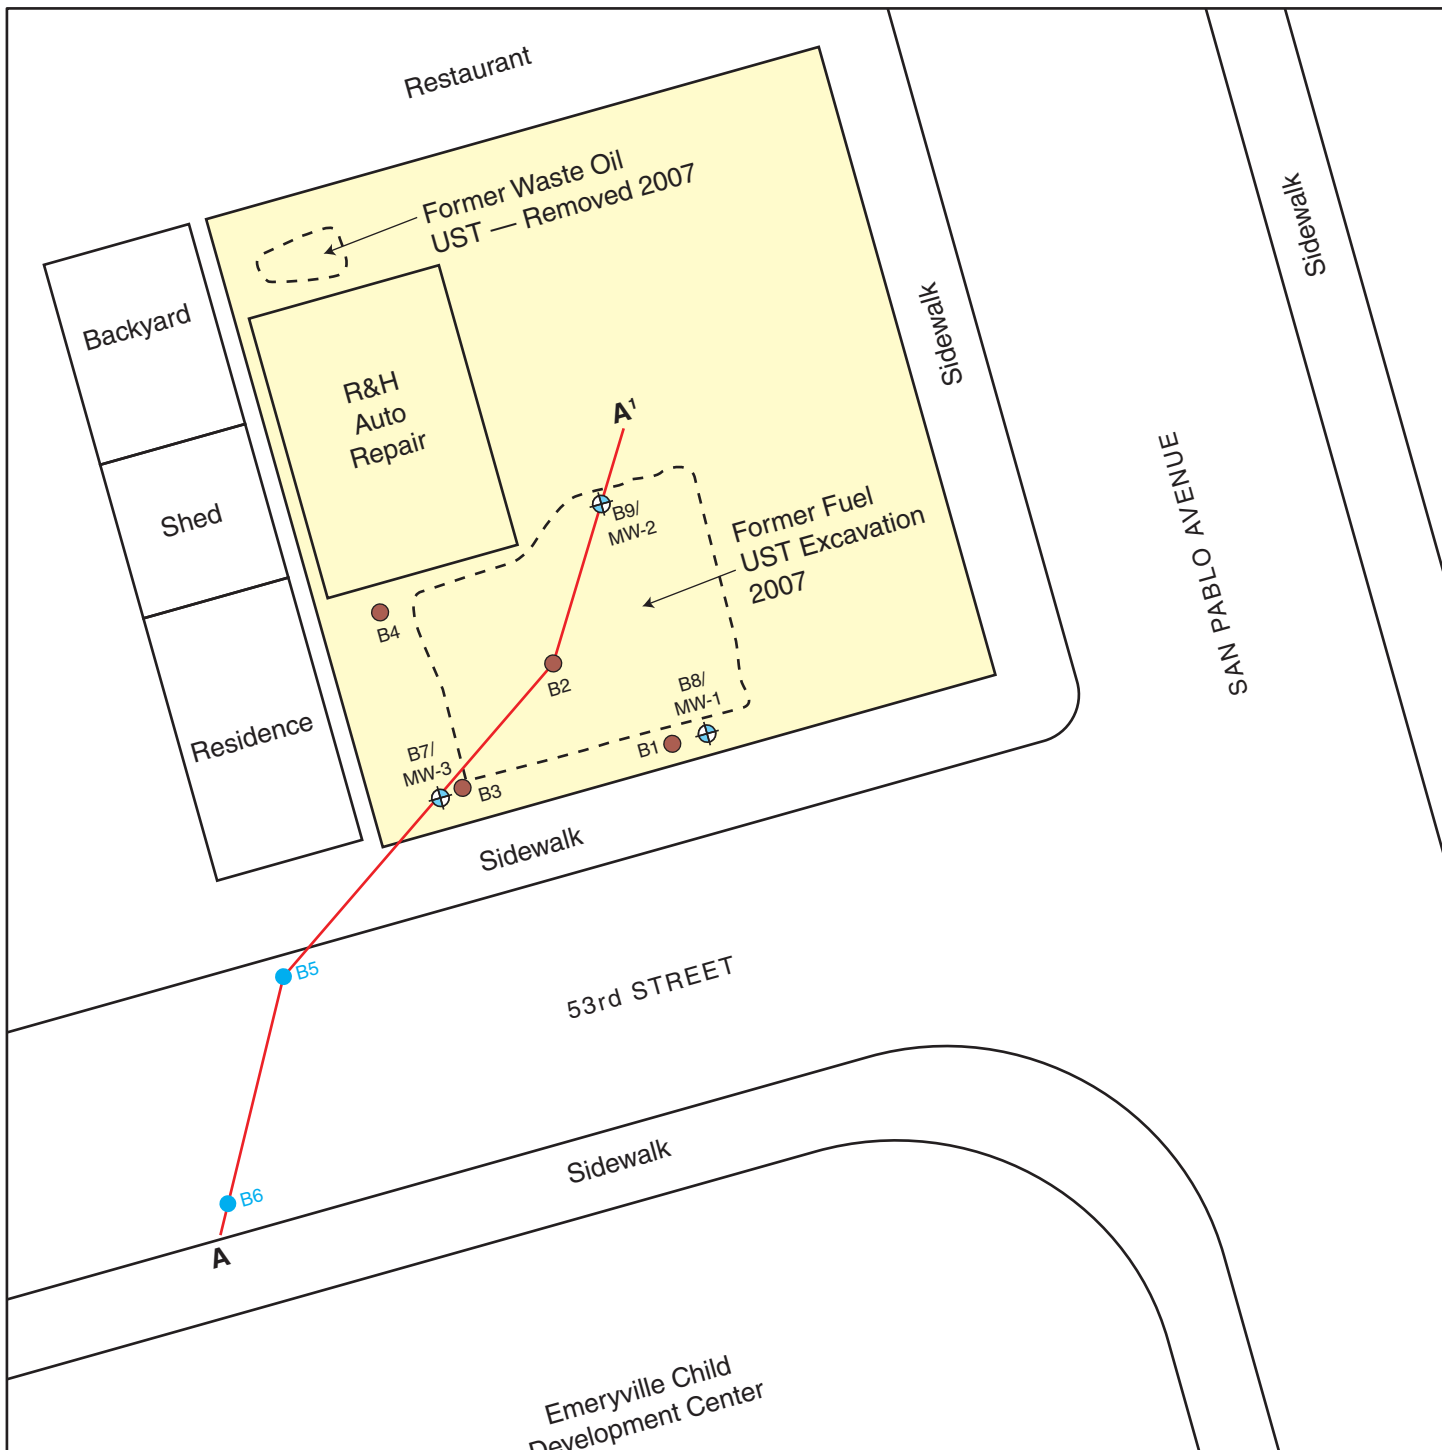 Restaurant
Former Waste Oil
UST — Removed 2007
Sidewalk
Backyard
Sidewalk
R&H
Auto
Repair
A¹
SAN PABLO AVENUE
Shed
B9/
MW-2
Former Fuel
UST Excavation
2007
B4
B2
B8/
MW-1
Residence
B7/
MW-3
B1
B3
Sidewalk
B5
53rd STREET
Sidewalk
B6
A
Emeryville Child
Development Center